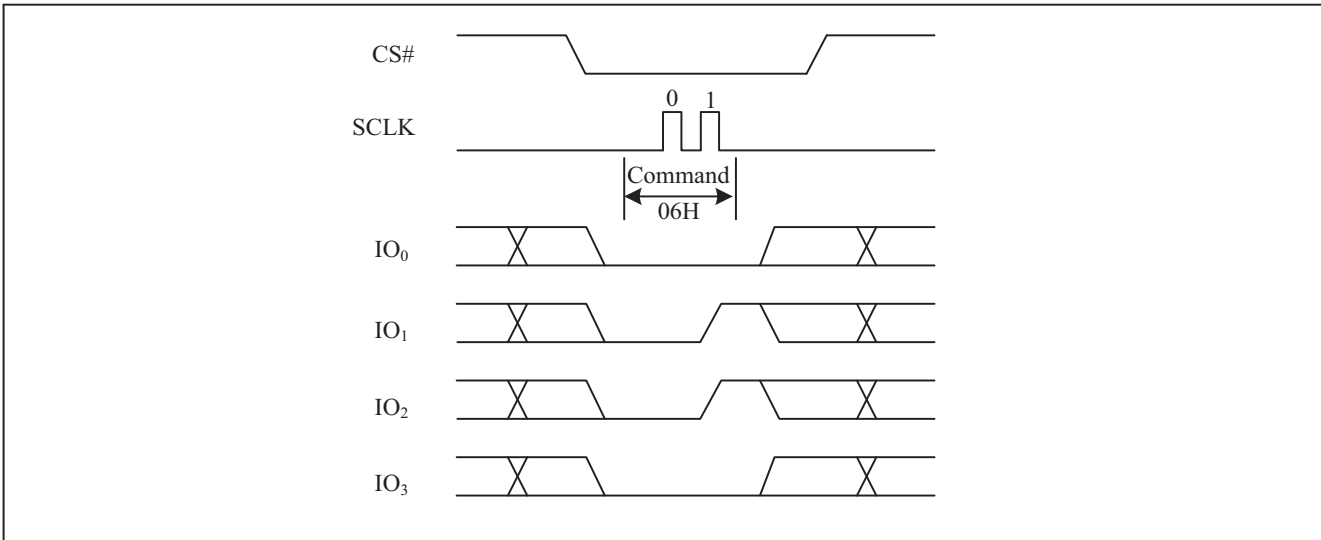 CS#
0 1
SCLK
Command
06H
IO₀
IO₁
IO₂
IO₃